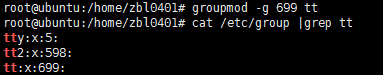 root@ubuntu:/home/zbl0401# groupmod -g 699 tt
root@ubuntu:/home/zbl0401# cat /etc/group |grep tt
tty:x:5:
tt2:x:598:
tt:x:699: